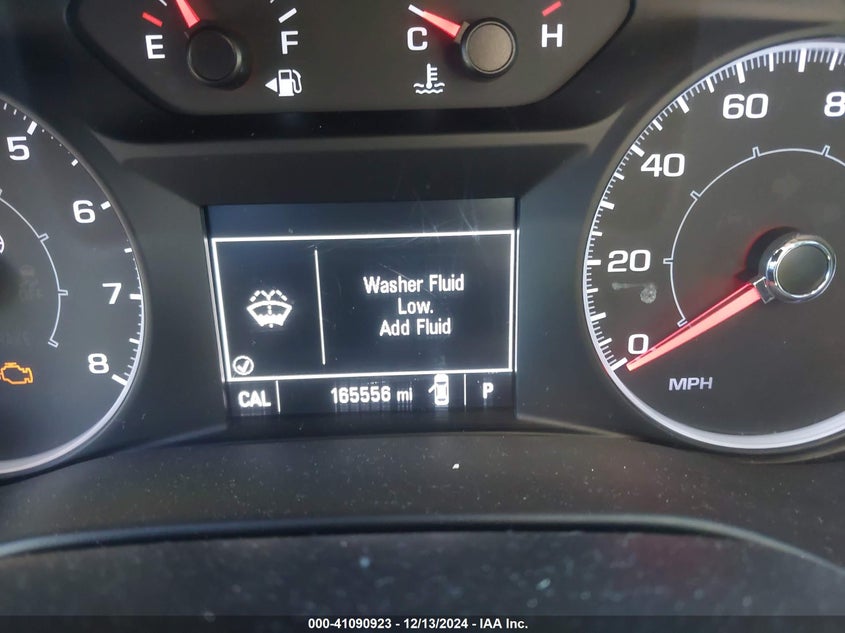 E F C H
5
6
7
8
Washer Fluid
Low.
Add Fluid
CAL 165556 mi P
0
20
40
60
8
MPH
000-41090923 - 12/13/2024 - IAA Inc.